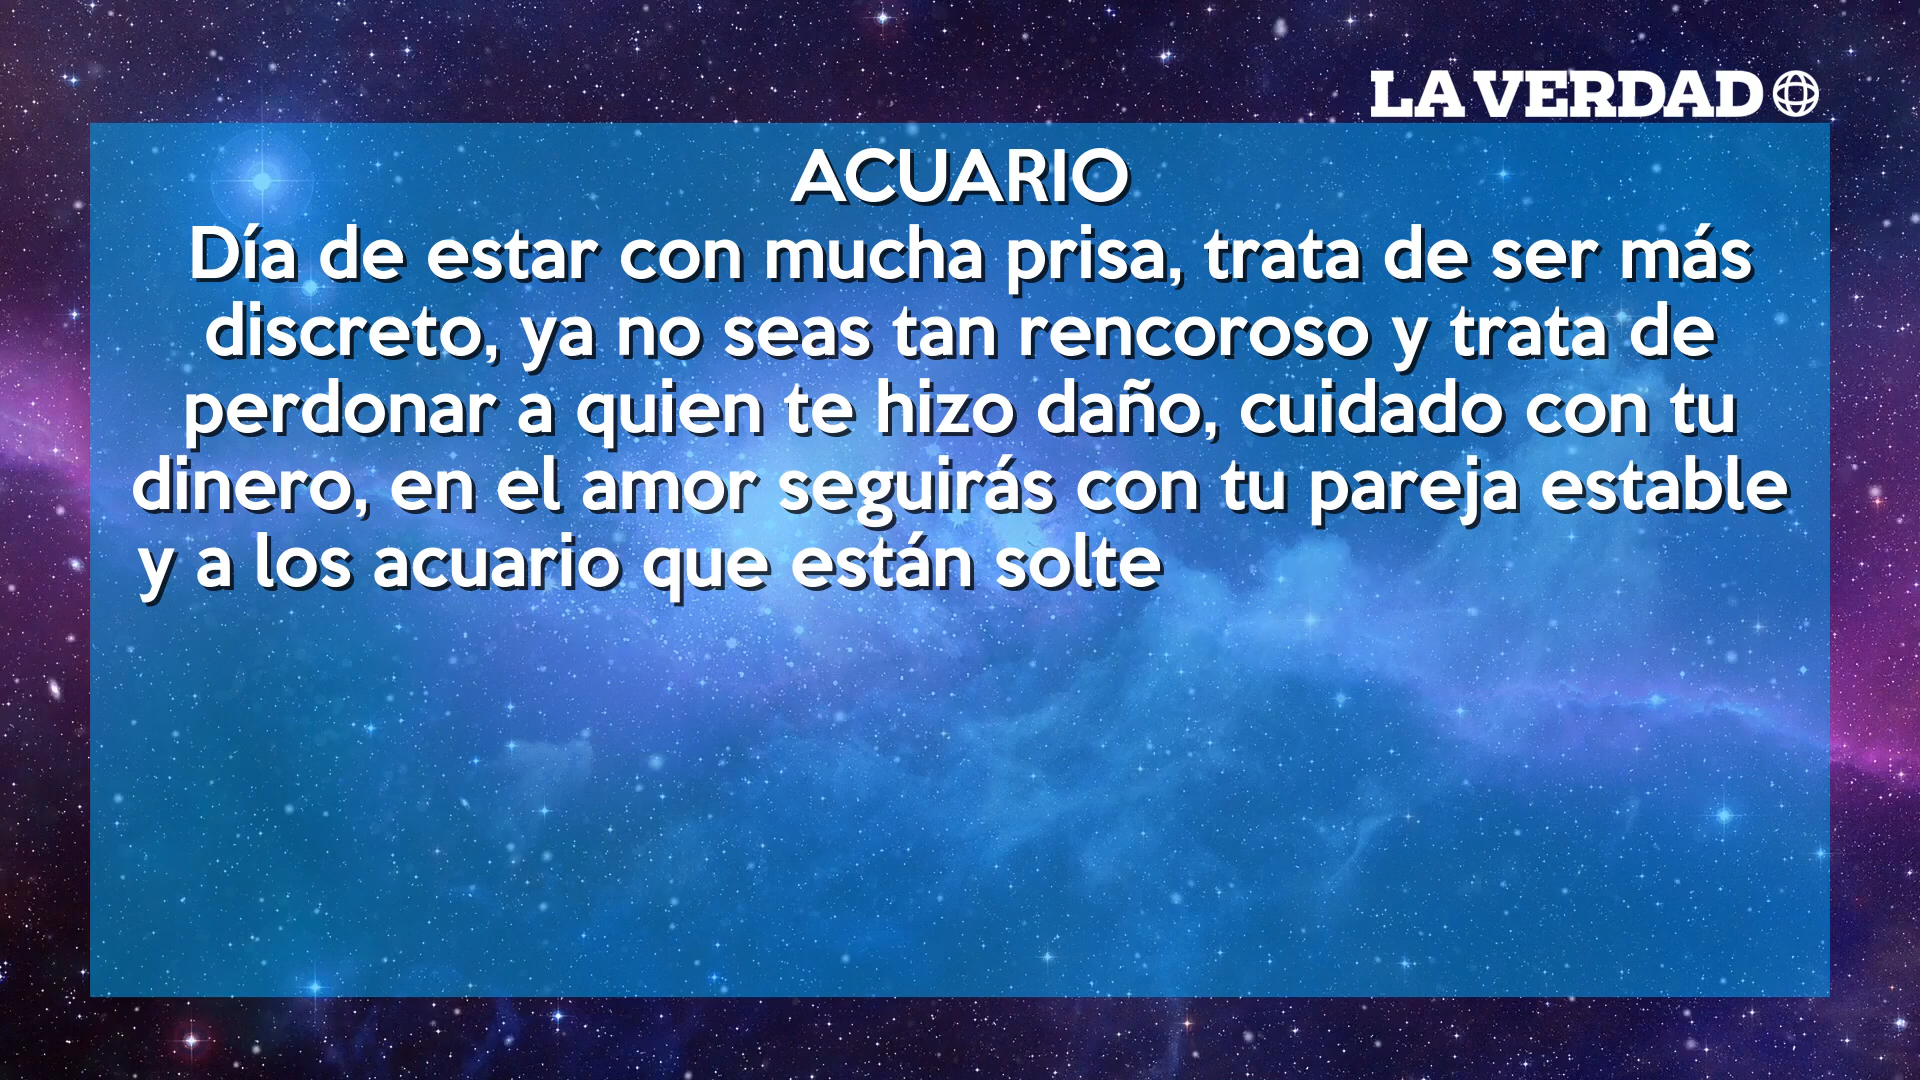 LA VERDAD
ACUARIO
Día de estar con mucha prisa, trata de ser más
discreto, ya no seas tan rencoroso y trata de
perdonar a quien te hizo daño, cuidado con tu
dinero, en el amor seguirás con tu pareja estable
y a los acuario que están solte